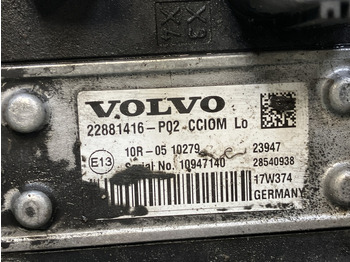 VOLVO
22881416-P02-CCIOM Lo
10R-05 10279 23947
E13 Serial No. 10947140 28540938
17W374
GERMANY